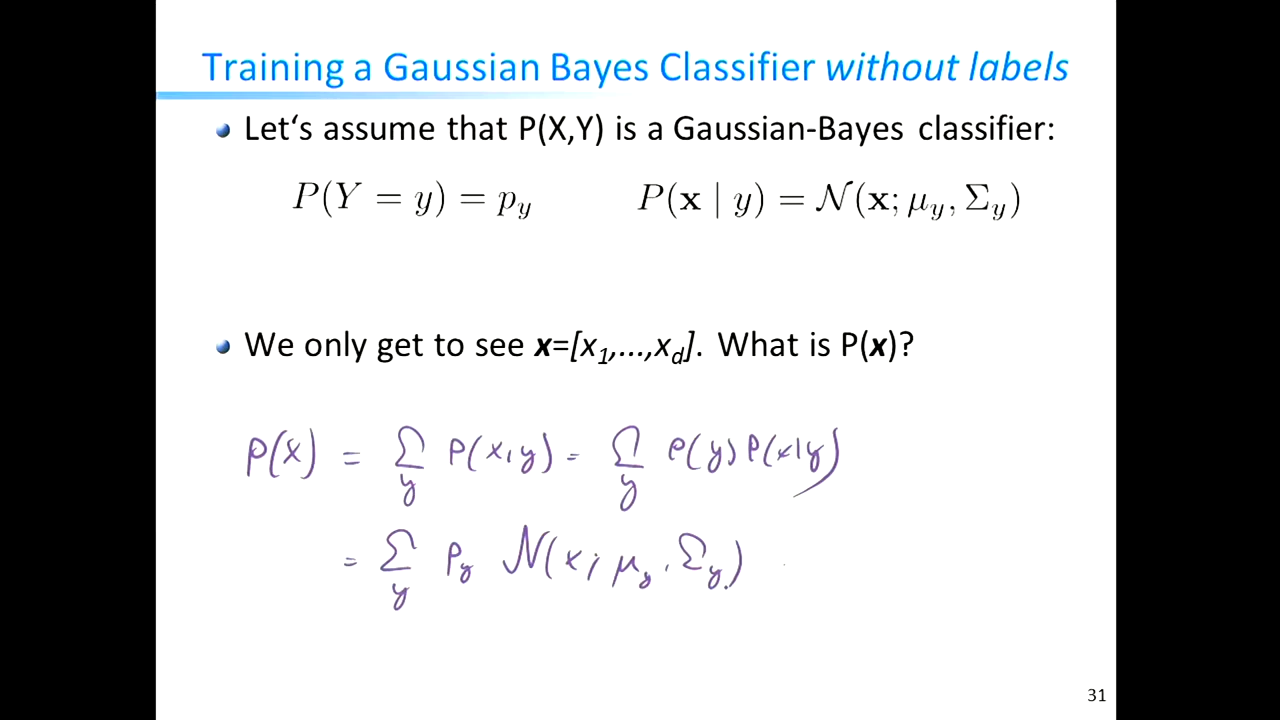 Training a Gaussian Bayes Classifier without labels
Let‘s assume that P(X,Y) is a Gaussian-Bayes classifier:
P(Y = y) = p_y P(x | y) = N(x; μ_y, Σ_y)
We only get to see x=[x_1,...,x_d]. What is P(x)?
P(x) = Σ_y P(x,y) = Σ_y P(y) P(x|y)
= Σ_y P_y N(x; μ_y, Σ_y)
31